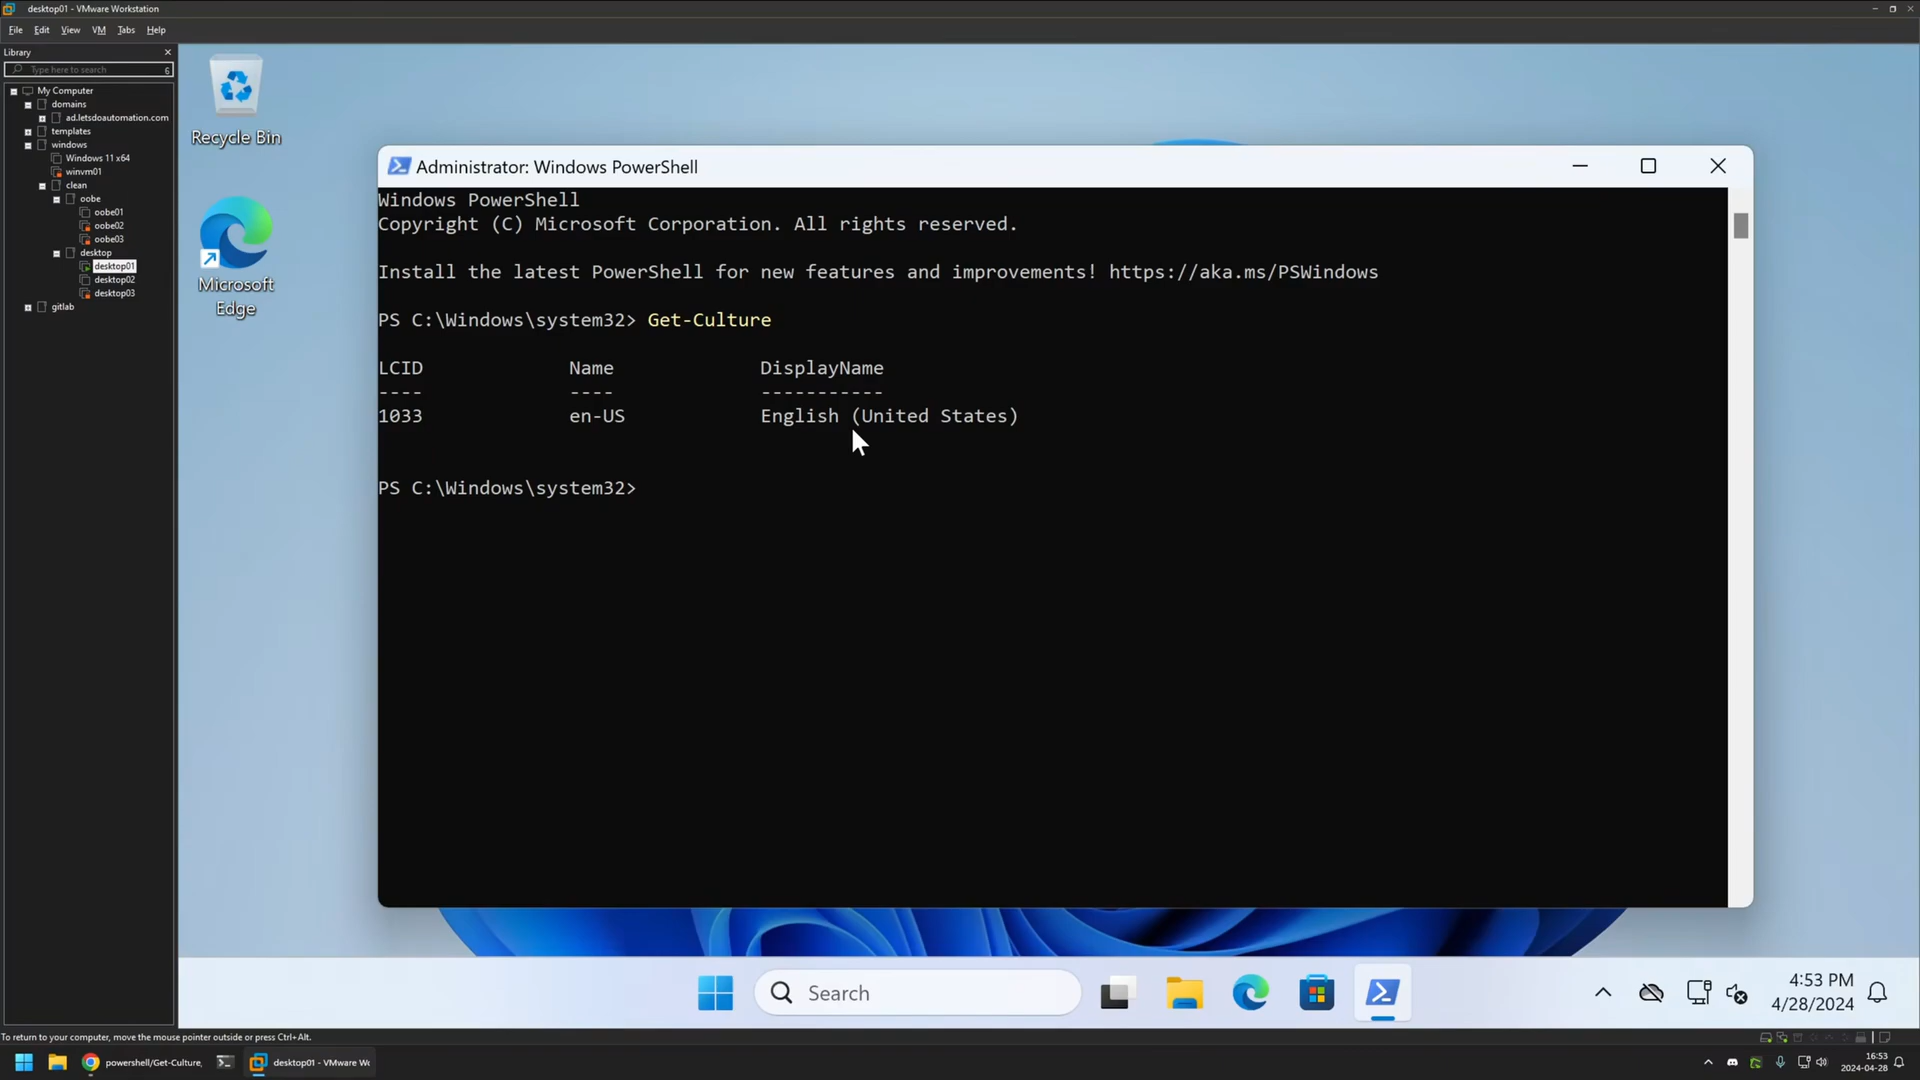 desktop01 - VMware Workstation
File Edit View VM Tabs Help
Library
Type here to search
6
My Computer
domains
ad.letsdoautomation.com
templates
windows
Windows 11 x64
winvm01
clean
oobe
oobe01
oobe02
oobe03
desktop
desktop01
desktop02
desktop03
gitlab
Recycle Bin
Microsoft
Edge
Administrator: Windows PowerShell
Windows PowerShell
Copyright (C) Microsoft Corporation. All rights reserved.
Install the latest PowerShell for new features and improvements! https://aka.ms/PSWindows
PS C:\Windows\system32> Get-Culture
LCID Name DisplayName
---- ---- -----------
1033 en-US English (United States)
PS C:\Windows\system32>
Search
4:53 PM
4/28/2024
To return to your computer, move the mouse pointer outside or press Ctrl+Alt.
powershell/Get-Culture,
desktop01 - VMware Wo
16:53
2024-04-28